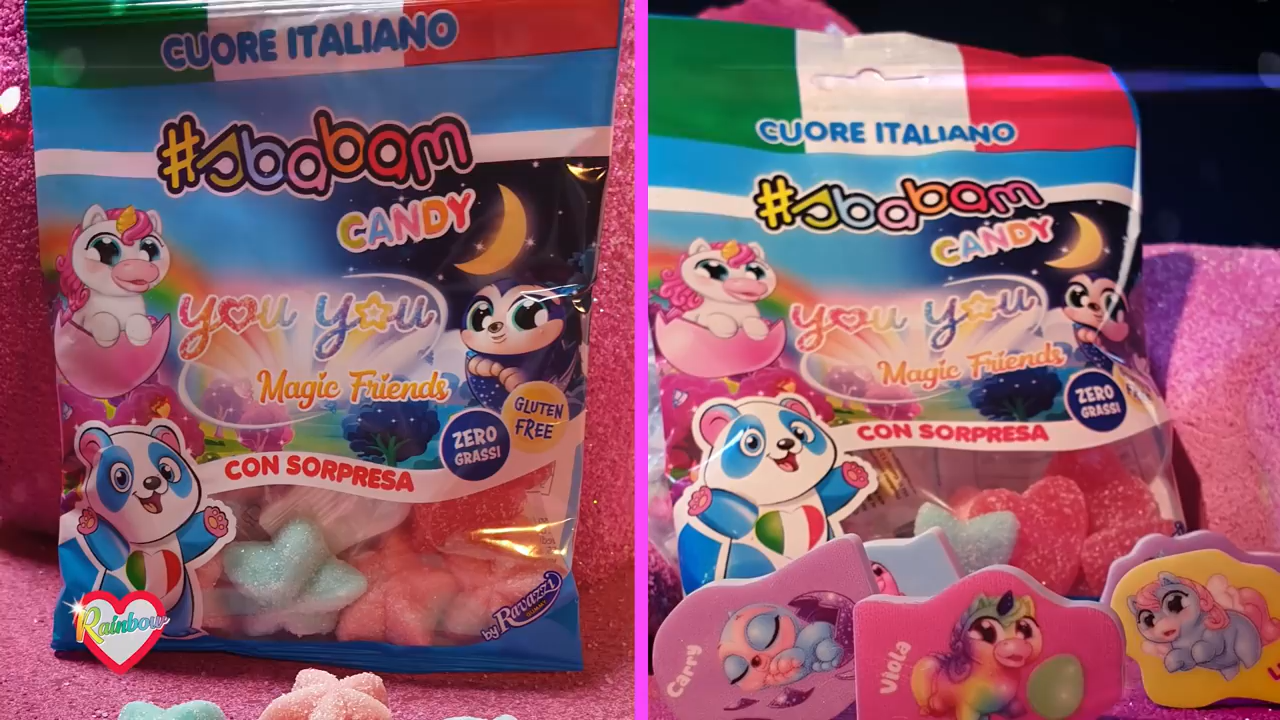 CUORE ITALIANO
#sbabam
CANDY
you you
Magic Friends
GLUTEN
FREE
ZERO
GRASSI
CON SORPRESA
by Ravazzi
GUMMY
Rainbow
CUORE ITALIANO
#sbabam
CANDY
you you
Magic Friends
ZERO
GRASSI
CON SORPRESA
Carry
Viola